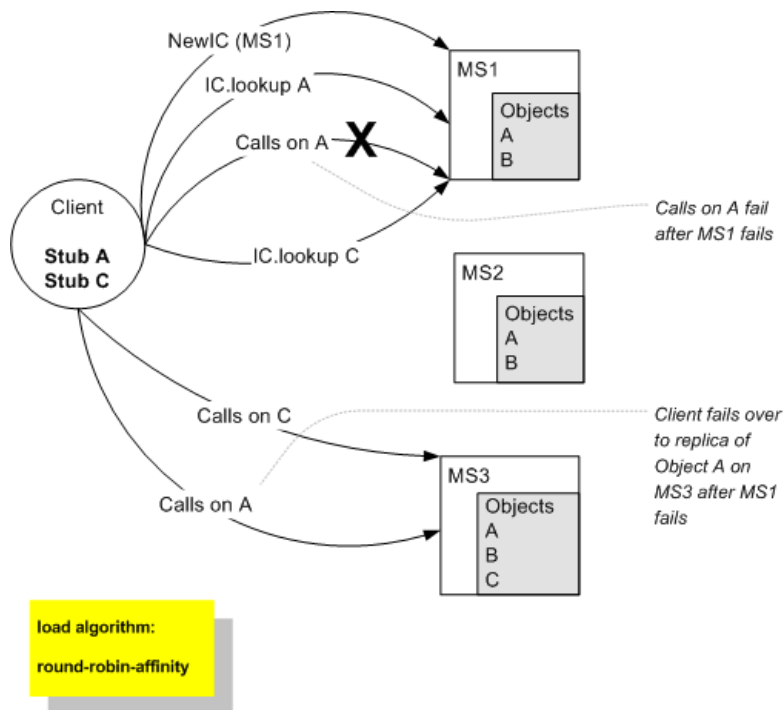 NewIC (MS1)
IC.lookup A
Calls on A
X
IC.lookup C
Client
Stub A
Stub C
MS1
Objects
A
B
Calls on A fail
after MS1 fails
MS2
Objects
A
B
Calls on C
Calls on A
MS3
Objects
A
B
C
Client fails over
to replica of
Object A on
MS3 after MS1
fails
load algorithm:
round-robin-affinity